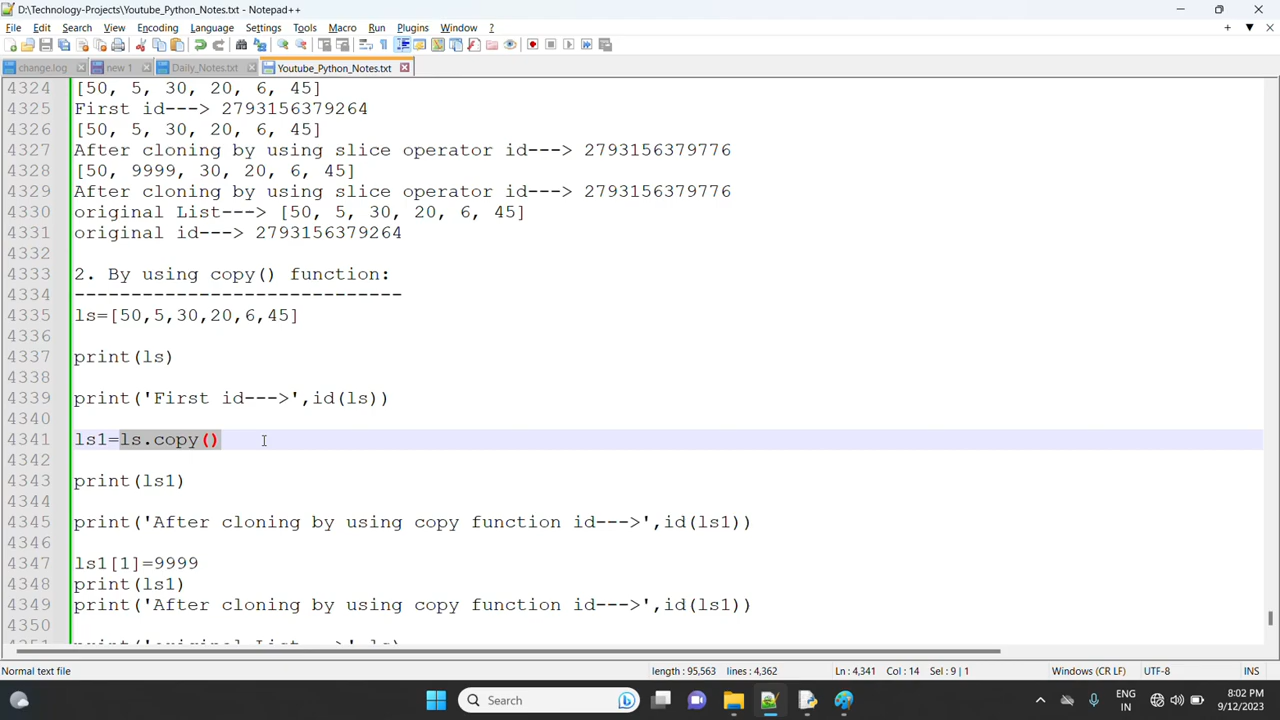 D:\Technology-Projects\Youtube_Python_Notes.txt - Notepad++
File Edit Search View Encoding Language Settings Tools Macro Run Plugins Window ?
change.log new 1 Daily_Notes.txt Youtube_Python_Notes.txt
4324 [50, 5, 30, 20, 6, 45]
4325 First id---> 2793156379264
4326 [50, 5, 30, 20, 6, 45]
4327 After cloning by using slice operator id---> 2793156379776
4328 [50, 9999, 30, 20, 6, 45]
4329 After cloning by using slice operator id---> 2793156379776
4330 original List---> [50, 5, 30, 20, 6, 45]
4331 original id---> 2793156379264
4332
4333 2. By using copy() function:
4334 -----------------------------
4335 ls=[50,5,30,20,6,45]
4336
4337 print(ls)
4338
4339 print('First id--->',id(ls))
4340
4341 ls1=ls.copy()
4342
4343 print(ls1)
4344
4345 print('After cloning by using copy function id--->',id(ls1))
4346
4347 ls1[1]=9999
4348 print(ls1)
4349 print('After cloning by using copy function id--->',id(ls1))
4350
4351 print('original List--->',ls)
Normal text file length : 95,563 lines : 4,362 Ln : 4,341 Col : 14 Sel : 9 | 1 Windows (CR LF) UTF-8 INS
Search
ENG
IN
8:02 PM
9/12/2023